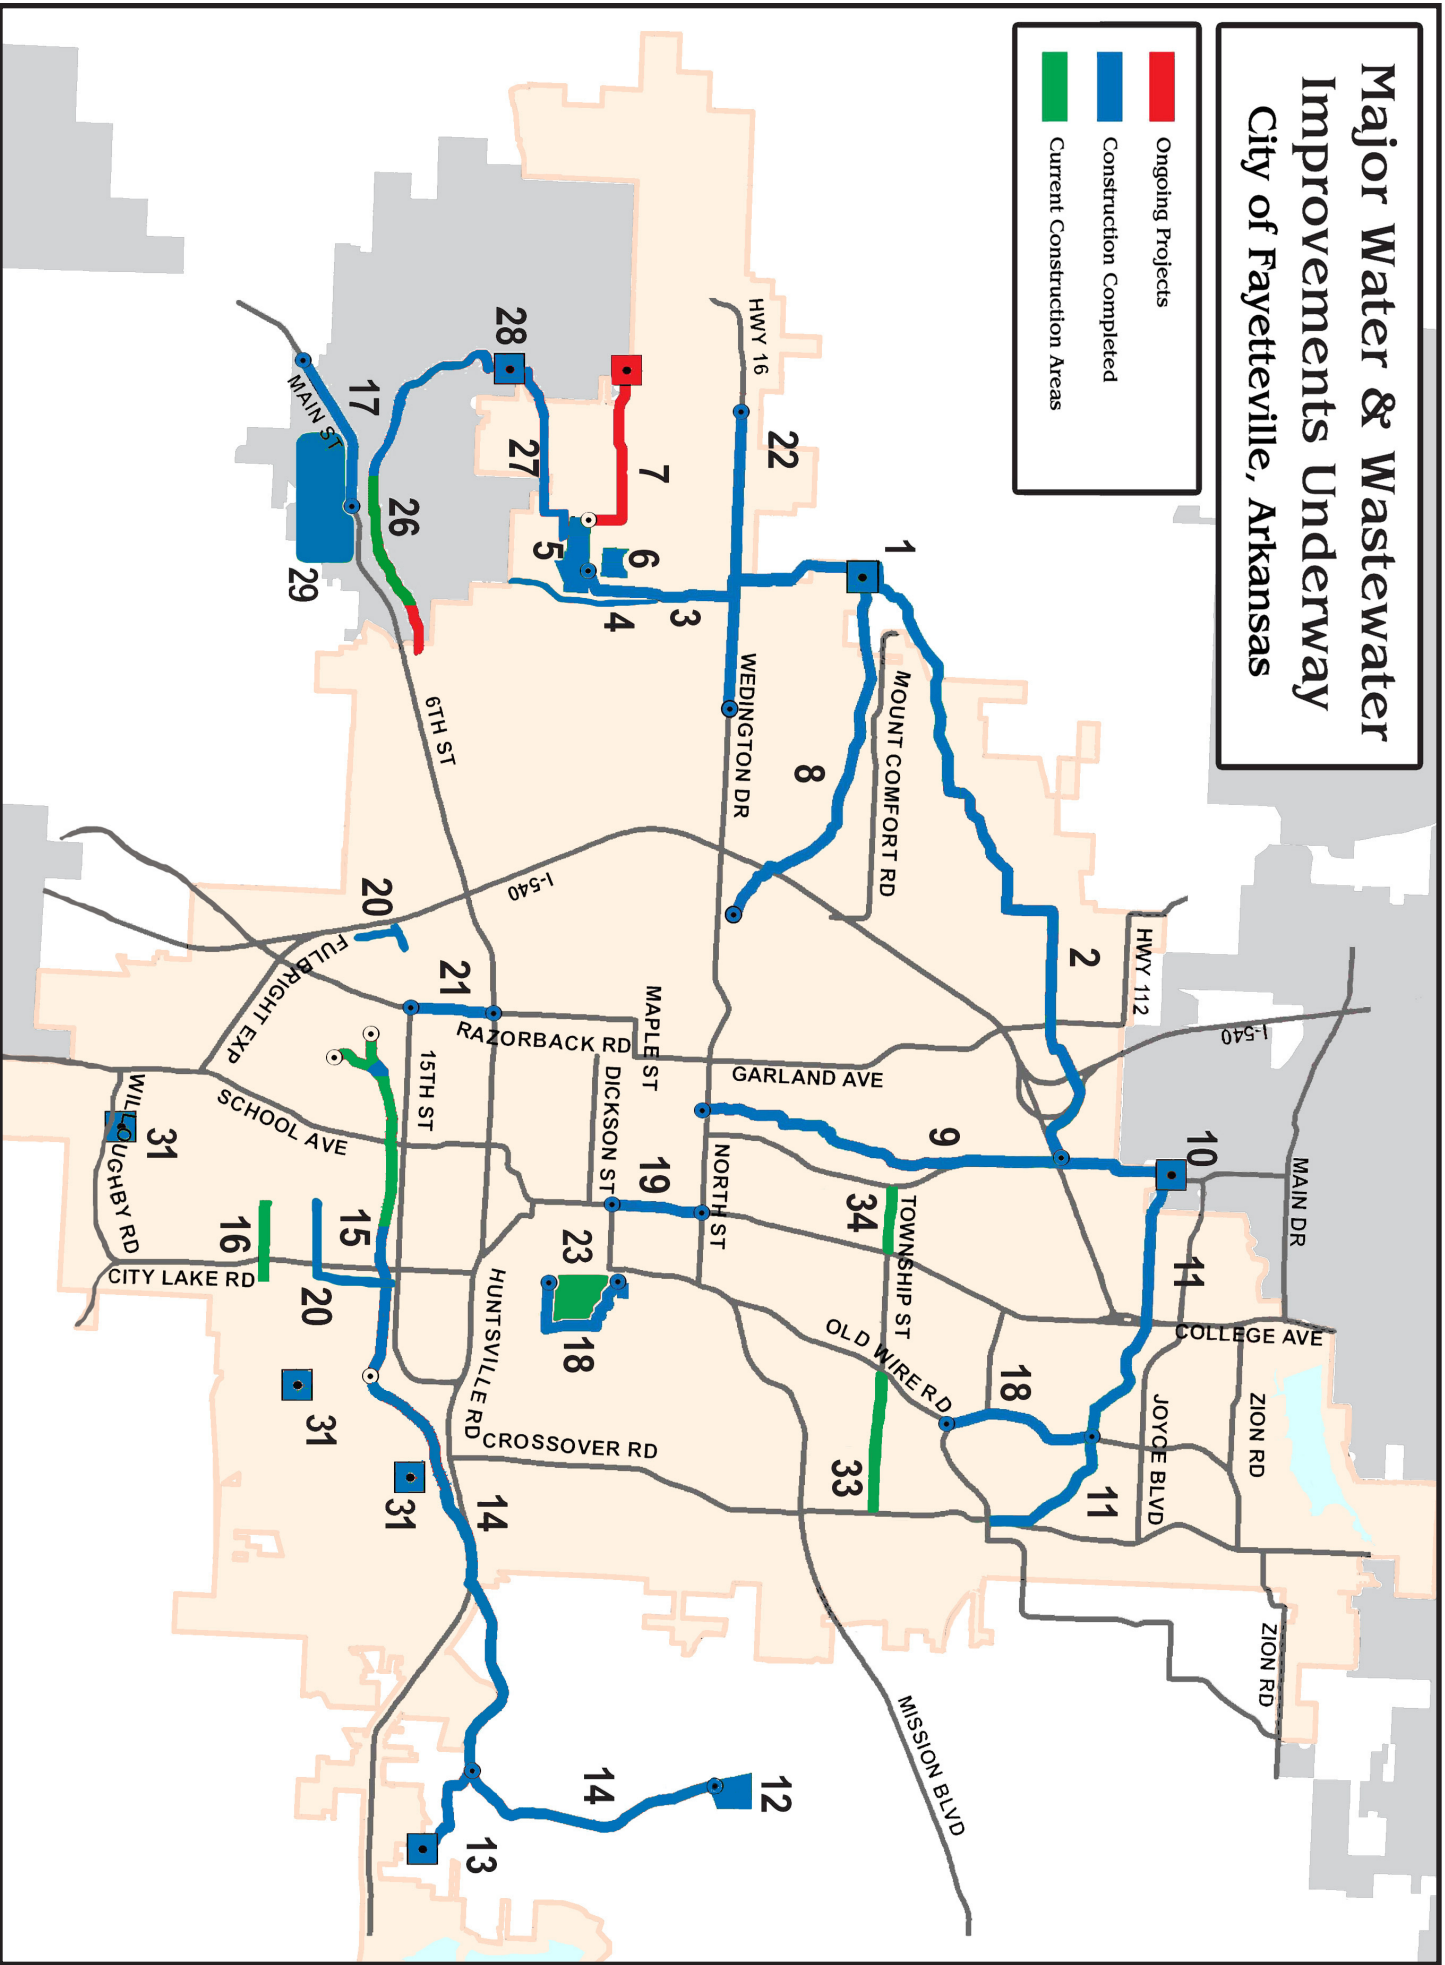 Major Water & Wastewater
Improvements Underway
City of Fayetteville, Arkansas
Ongoing Projects
Construction Completed
Current Construction Areas
MAIN DR
I-540
HWY 112
ZION RD
ZION RD
COLLEGE AVE
JOYCE BLVD
10
11
11
2
18
1
MOUNT COMFORT RD
9
34
TOWNSHIP ST
OLD WIRE RD
33
MISSION BLVD
HWY 16
22
8
WEDINGTON DR
GARLAND AVE
NORTH ST
12
7
3
MAPLE ST
19
6
4
5
DICKSON ST
RAZORBACK RD
23
18
CROSSOVER RD
14
28
27
I-540
HUNTSVILLE RD
14
13
6TH ST
21
15TH ST
26
17
20
15
31
MAIN ST
29
FULBRIGHT EXP
SCHOOL AVE
20
31
16
CITY LAKE RD
31
WILLOUGHBY RD